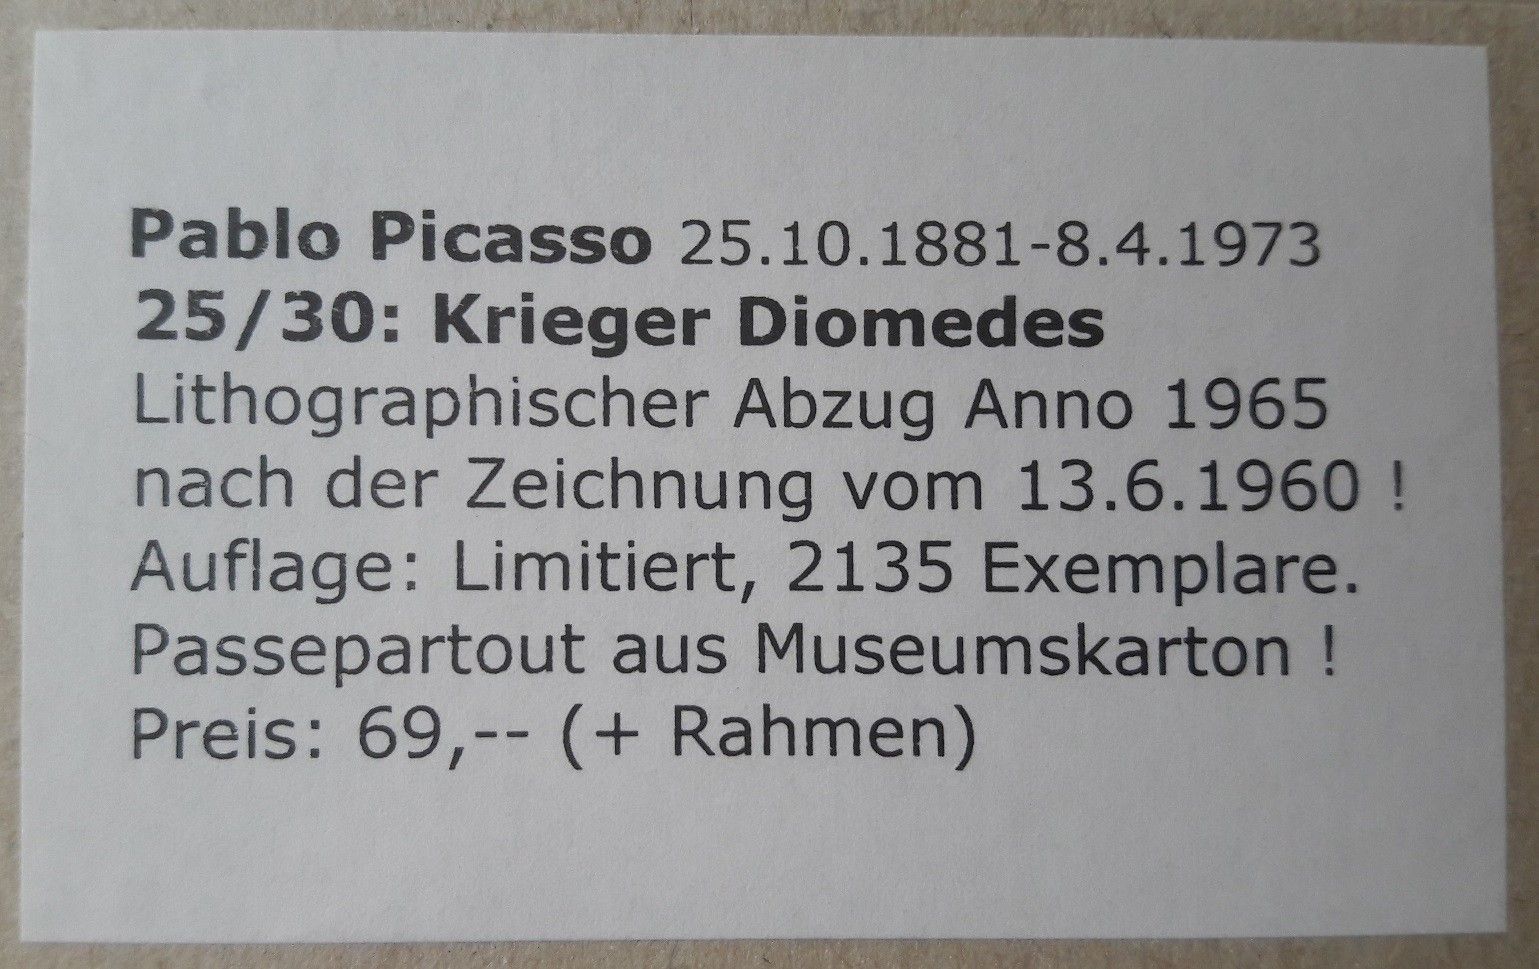 Pablo Picasso 25.10.1881-8.4.1973
25/30: Krieger Diomedes
Lithographischer Abzug Anno 1965
nach der Zeichnung vom 13.6.1960 !
Auflage: Limitiert, 2135 Exemplare.
Passepartout aus Museumskarton !
Preis: 69,-- (+ Rahmen)